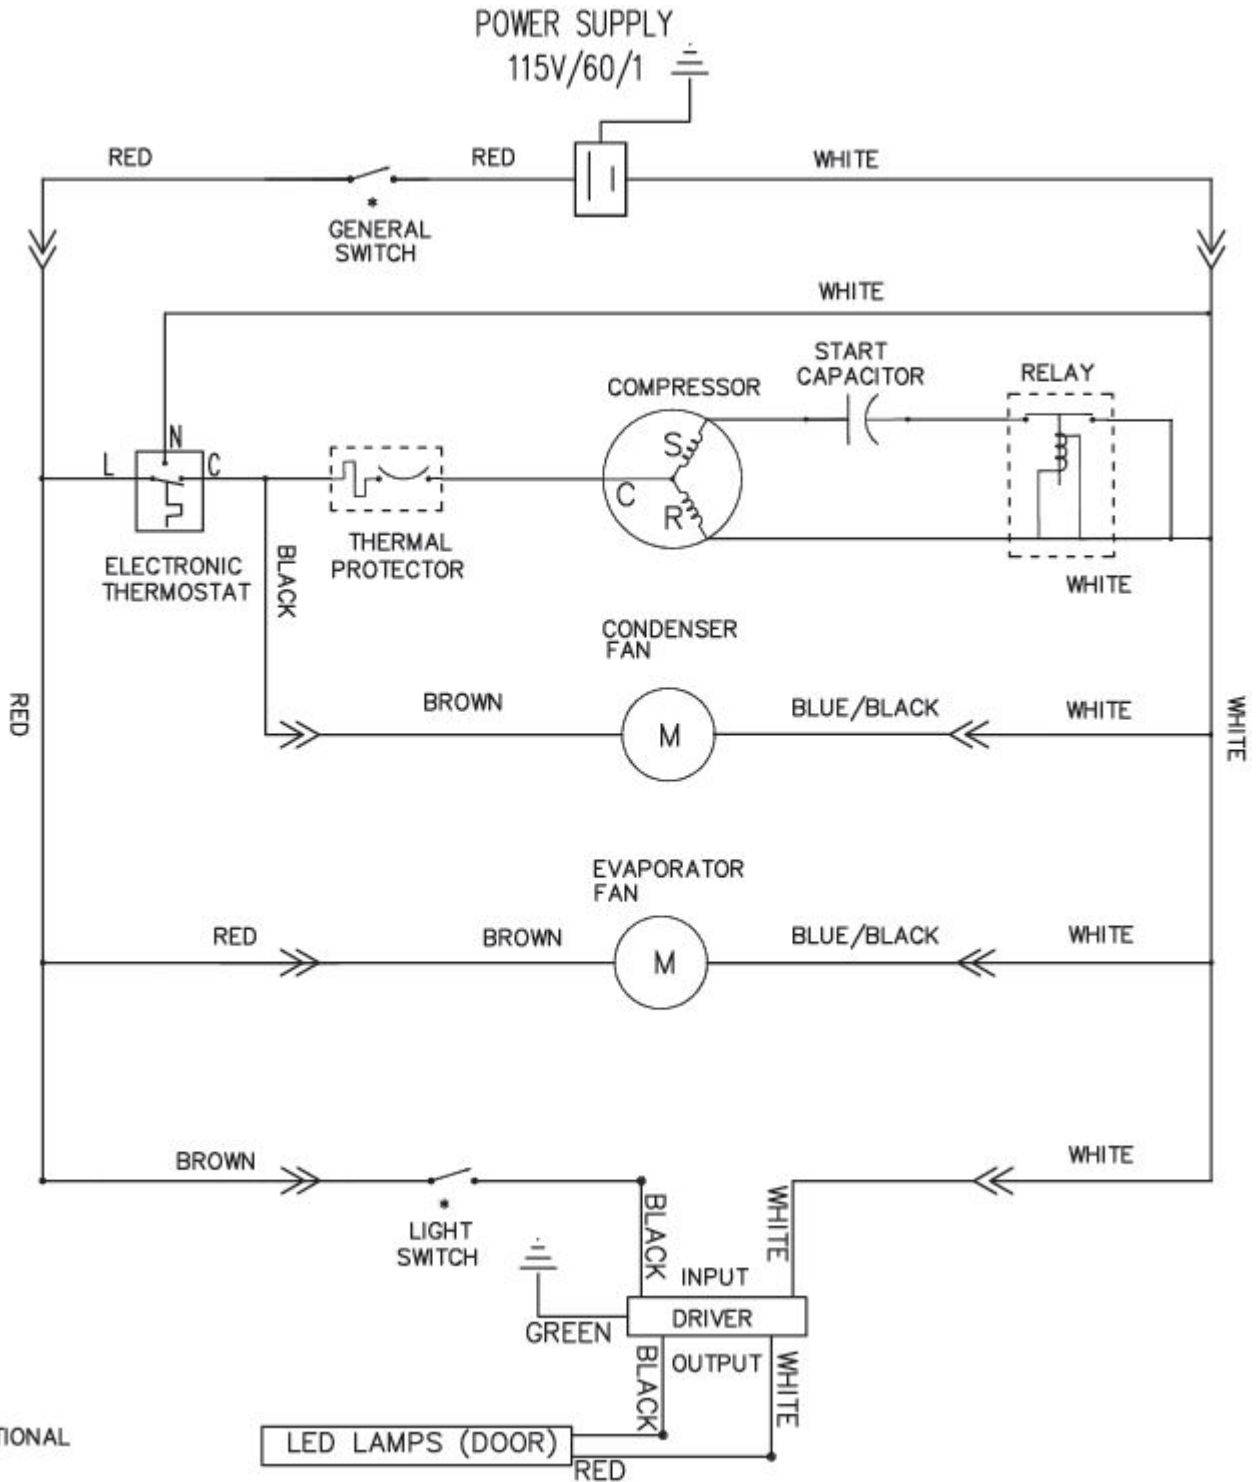 POWER SUPPLY
115V/60/1
RED
RED
WHITE
*
GENERAL
SWITCH
WHITE
START
CAPACITOR
COMPRESSOR
RELAY
N
L
C
S
C
R
THERMAL
PROTECTOR
ELECTRONIC
THERMOSTAT
BLACK
WHITE
CONDENSER
FAN
RED
BROWN
M
BLUE/BLACK
WHITE
WHITE
EVAPORATOR
FAN
RED
BROWN
M
BLUE/BLACK
WHITE
BROWN
WHITE
*
LIGHT
SWITCH
BLACK
WHITE
INPUT
DRIVER
GREEN
BLACK
OUTPUT
WHITE
TIONAL
LED LAMPS (DOOR)
RED